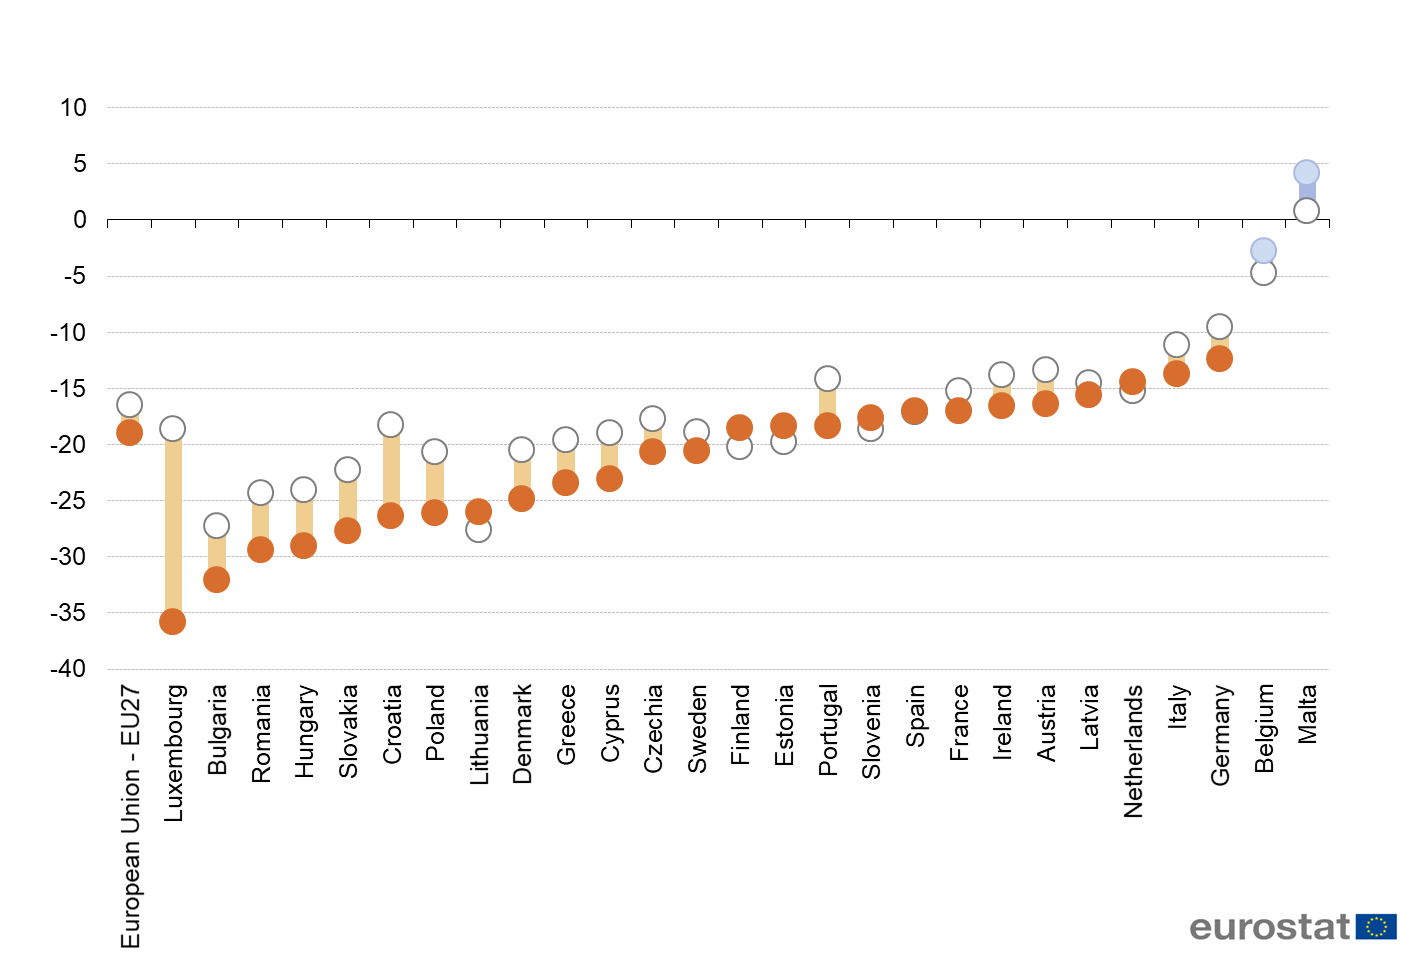 10
5
0
-5
-10
-15
-20
-25
-30
-35
-40
European Union - EU27
Luxembourg
Bulgaria
Romania
Hungary
Slovakia
Croatia
Poland
Lithuania
Denmark
Greece
Cyprus
Czechia
Sweden
Finland
Estonia
Portugal
Slovenia
Spain
France
Ireland
Austria
Latvia
Netherlands
Italy
Germany
Belgium
Malta
eurostat